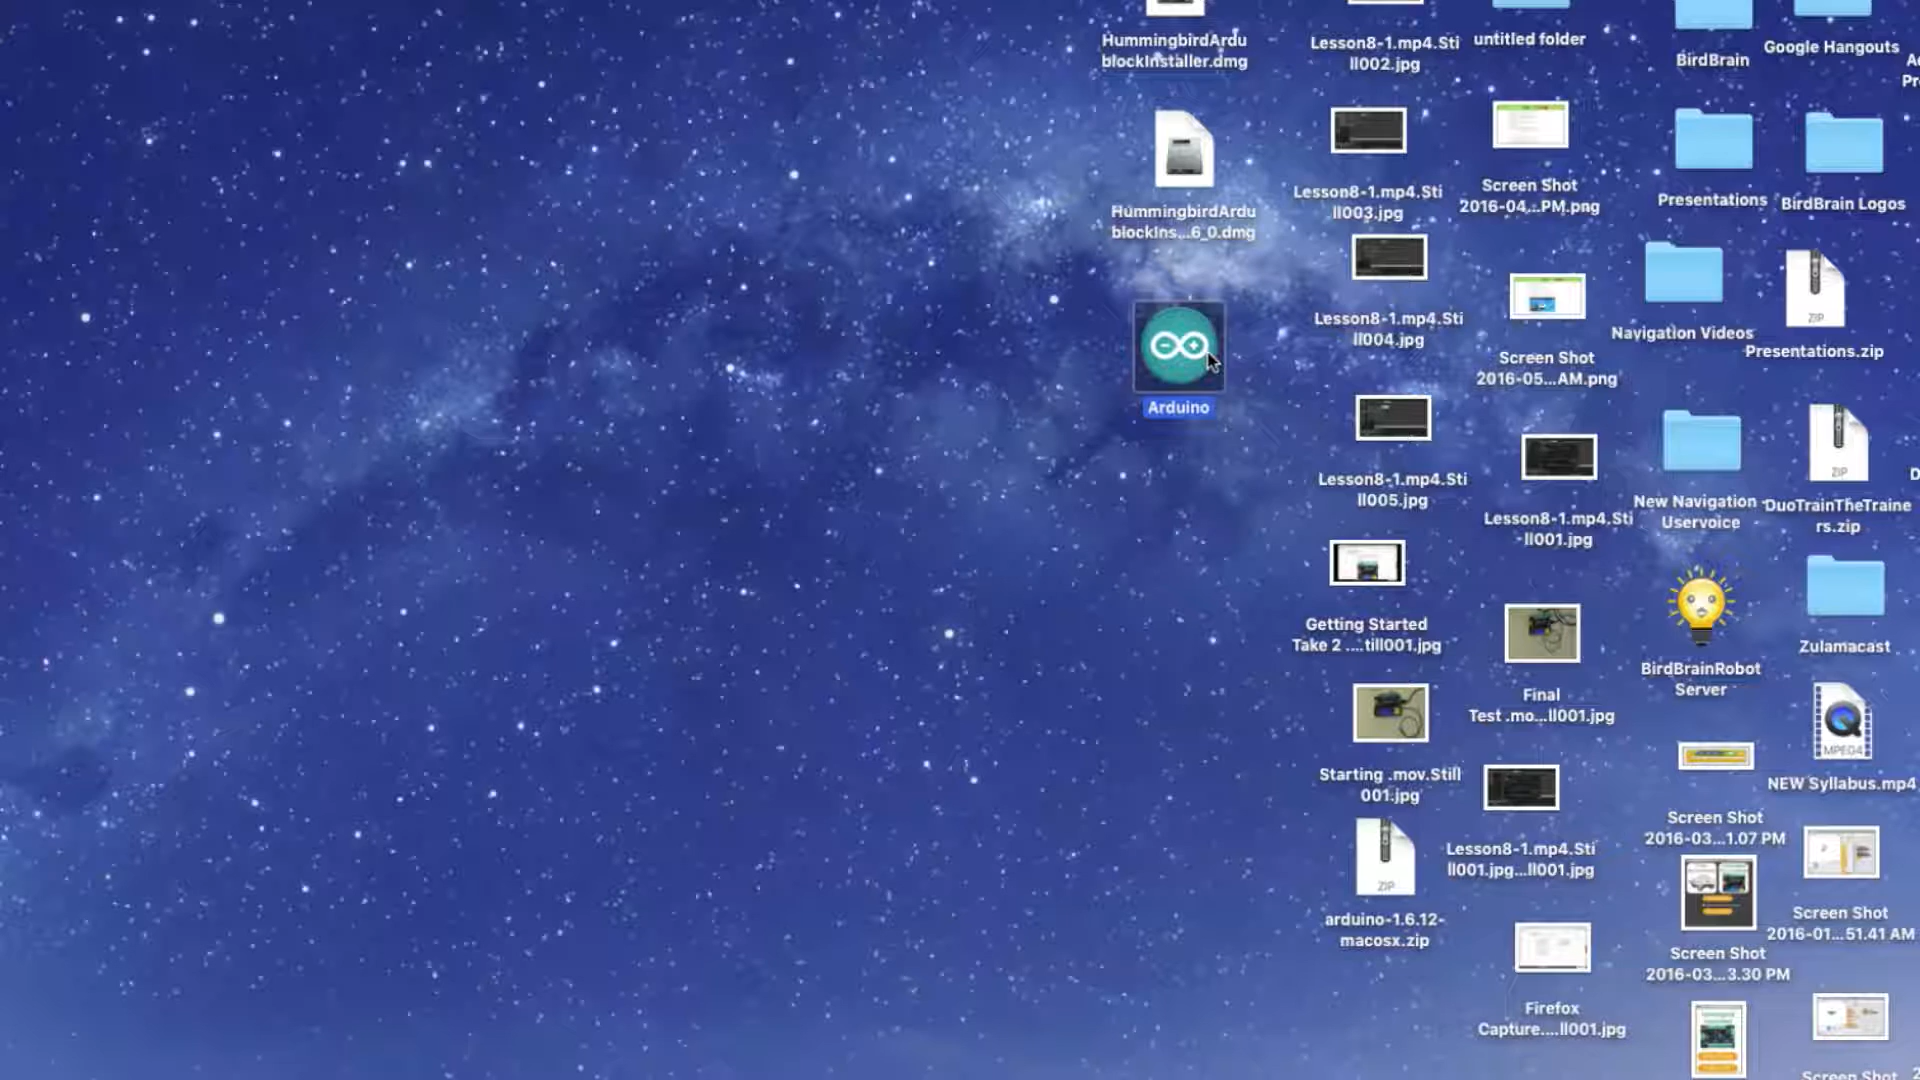 HummingbirdArdu
blockInstaller.dmg
HummingbirdArdu
blockIns...6_0.dmg
Arduino
Lesson8-1.mp4.Sti
ll002.jpg
Lesson8-1.mp4.Sti
ll003.jpg
Lesson8-1.mp4.Sti
ll004.jpg
Lesson8-1.mp4.Sti
ll005.jpg
Getting Started
Take 2 ....till001.jpg
Starting .mov.Still
001.jpg
ZIP
arduino-1.6.12-
macosx.zip
untitled folder
Screen Shot
2016-04...PM.png
Screen Shot
2016-05...AM.png
Lesson8-1.mp4.Sti
-ll001.jpg
Final
Test .mo...ll001.jpg
Lesson8-1.mp4.Sti
ll001.jpg...ll001.jpg
Firefox
Capture....ll001.jpg
BirdBrain
Presentations
Navigation Videos
New Navigation -
Uservoice
BirdBrainRobot
Server
Screen Shot
2016-03...1.07 PM
Screen Shot
2016-03...3.30 PM
Google Hangouts
BirdBrain Logos
ZIP
Presentations.zip
ZIP
DuoTrainTheTraine
rs.zip
Zulamacast
MPEG4
NEW Syllabus.mp4
Screen Shot
2016-01...51.41 AM
Screen Shot